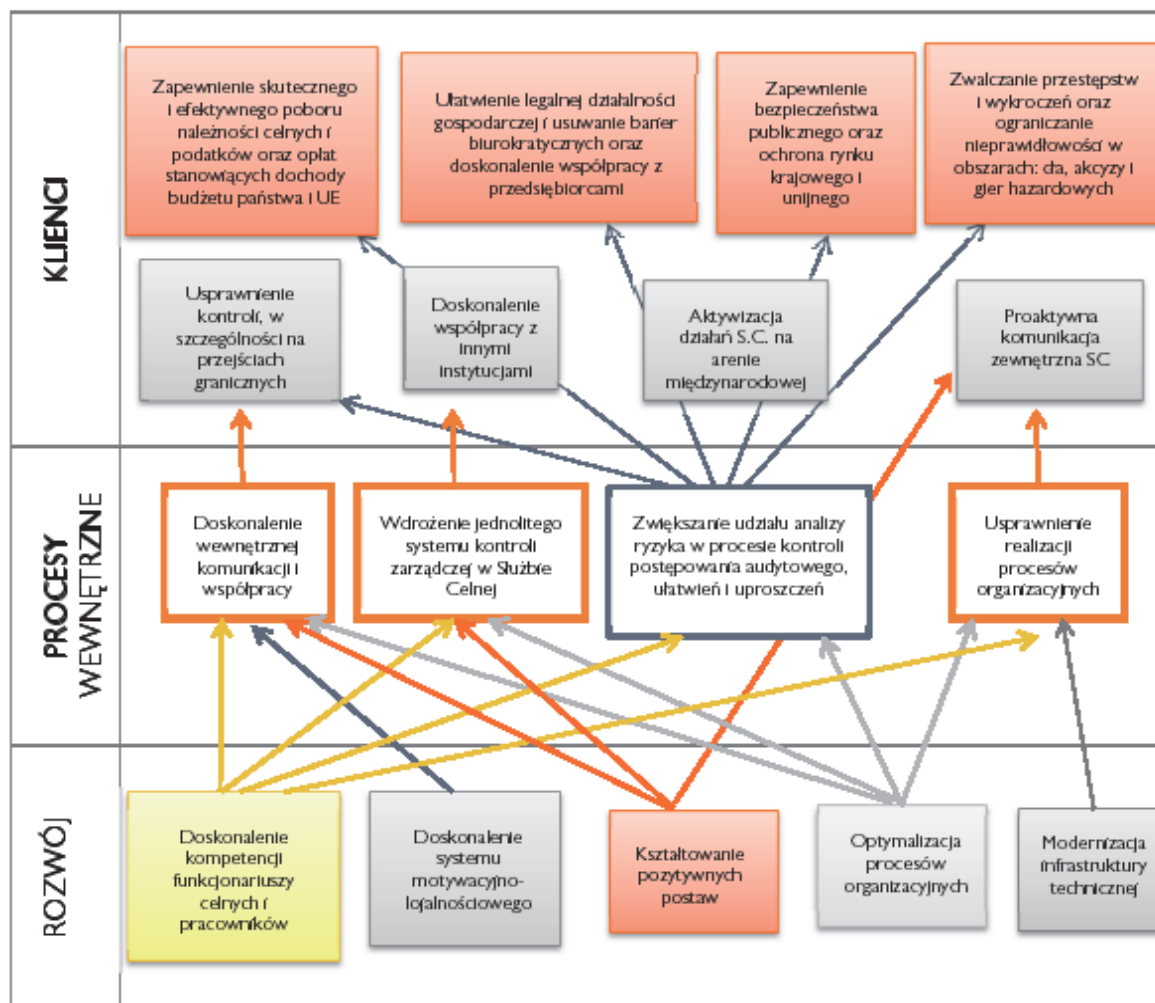 KLIENCI
Zapewnienie skutecznego
i efektywnego poboru
należności celnych i
podatków oraz opłat
stanowiących dochody
budżetu państwa i UE
Ułatwienie legalnej działalności
gospodarczej i usuwanie barier
biurokratycznych oraz
doskonalenie współpracy z
przedsiębiorcami
Zapewnienie
bezpieczeństwa
publicznego oraz
ochrona rynku
krajowego i
unijnego
Zwalczanie przestępstw
i wykroczeń oraz
ograniczanie
nieprawidłowości w
obszarach: cła, akcyzy i
gier hazardowych
Usprawnienie
kontroli, w
szczególności na
przejściach
granicznych
Doskonalenie
współpracy z
innymi
instytucjami
Aktywizacja
działań S.C. na
arenie
międzynarodowej
Proaktywna
komunikacja
zewnętrzna SC
PROCESY
WEWNĘTRZNE
Doskonalenie
wewnętrznej
komunikacji i
współpracy
Wdrożenie jednolitego
systemu kontroli
zarządczej w Służbie
Celnej
Zwiększanie udziału analizy
ryzyka w procesie kontroli
postępowania audytowego,
ułatwień i uproszczeń
Usprawnienie
realizacji
procesów
organizacyjnych
ROZWÓJ
Doskonalenie
kompetencji
funkcjonariuszy
celnych i
pracowników
Doskonalenie
systemu
motywacyjno-
lojalnościowego
Kształtowanie
pozytywnych
postaw
Optymalizacja
procesów
organizacyjnych
Modernizacja
infrastruktury
technicznej